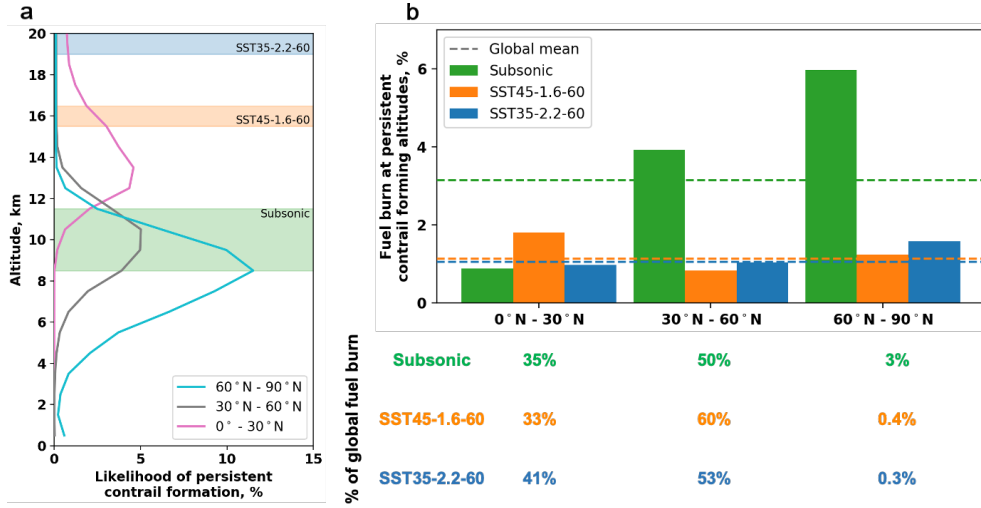 a
20
18
16
14
12
10
8
6
4
2
0
Altitude, km
SST35-2.2-60
SST45-1.6-60
Subsonic
60°N - 90°N
30°N - 60°N
0° - 30°N
0 5 10 15
Likelihood of persistent
contrail formation, %
b
Fuel burn at persistent
contrail forming altitudes, %
6
4
2
0
Global mean
Subsonic
SST45-1.6-60
SST35-2.2-60
0°N - 30°N 30°N - 60°N 60°N - 90°N
% of global fuel burn
Subsonic 35% 50% 3%
SST45-1.6-60 33% 60% 0.4%
SST35-2.2-60 41% 53% 0.3%